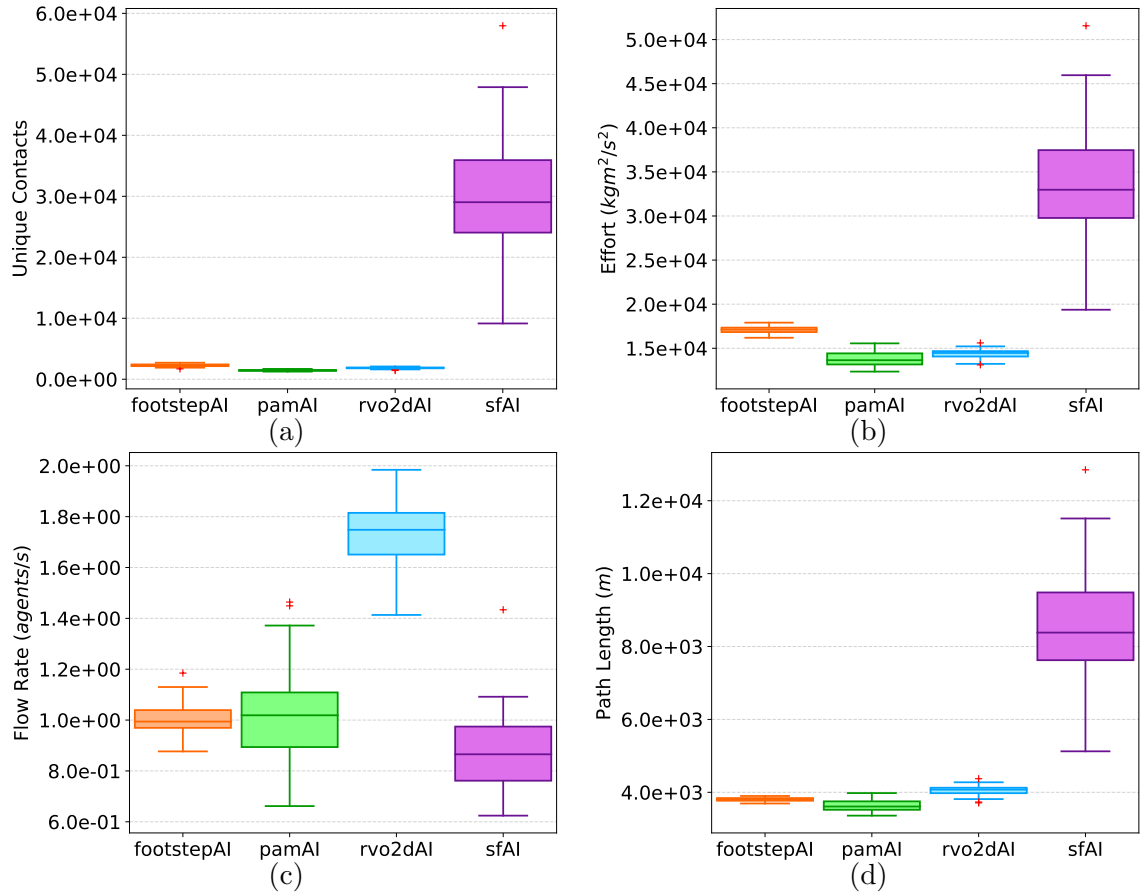 6.0e+04
5.0e+04
4.0e+04
3.0e+04
2.0e+04
1.0e+04
0.0e+00
Unique Contacts
footstepAI pamAI rvo2dAI sfAI
(a)
5.0e+04
4.5e+04
4.0e+04
3.5e+04
3.0e+04
2.5e+04
2.0e+04
1.5e+04
Effort (kgm²/s²)
footstepAI pamAI rvo2dAI sfAI
(b)
2.0e+00
1.8e+00
1.6e+00
1.4e+00
1.2e+00
1.0e+00
8.0e-01
6.0e-01
Flow Rate (agents/s)
footstepAI pamAI rvo2dAI sfAI
(c)
1.2e+04
1.0e+04
8.0e+03
6.0e+03
4.0e+03
Path Length (m)
footstepAI pamAI rvo2dAI sfAI
(d)